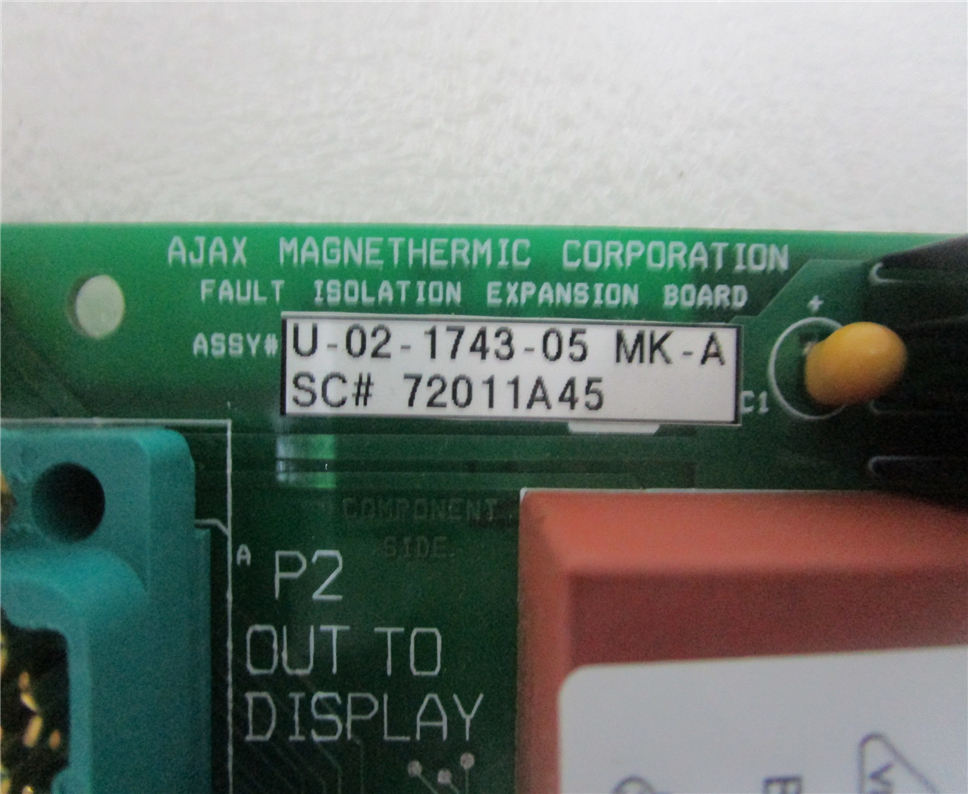 AJAX MAGNETHERMIC CORPORATION
FAULT ISOLATION EXPANSION BOARD
ASSY# U-02-1743-05 MK-A
SC# 72011A45
C1
COMPONENT
SIDE
A
P2
OUT TO
DISPLAY